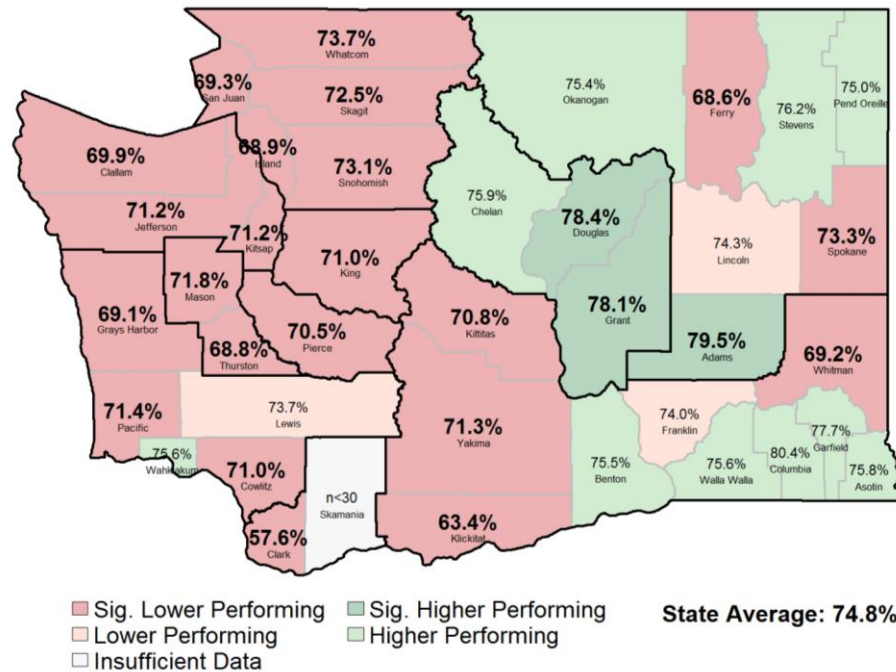 73.7%
Whatcom
69.3%
San Juan
72.5%
Skagit
75.4%
Okanogan
68.6%
Ferry
76.2%
Stevens
75.0%
Pend Oreille
69.9%
Clallam
68.9%
Island
73.1%
Snohomish
71.2%
Jefferson
71.2%
Kitsap
75.9%
Chelan
78.4%
Douglas
74.3%
Lincoln
73.3%
Spokane
71.0%
King
71.8%
Mason
69.1%
Grays Harbor
68.8%
Thurston
70.5%
Pierce
70.8%
Kittitas
78.1%
Grant
79.5%
Adams
69.2%
Whitman
71.4%
Pacific
73.7%
Lewis
71.3%
Yakima
74.0%
Franklin
75.6%
Wahkiakum
71.0%
Cowlitz
n<30
Skamania
75.5%
Benton
75.6%
Walla Walla
80.4%
Columbia
77.7%
Garfield
75.8%
Asotin
57.6%
Clark
63.4%
Klickitat
Sig. Lower Performing
Sig. Higher Performing
State Average: 74.8%
Lower Performing
Higher Performing
Insufficient Data